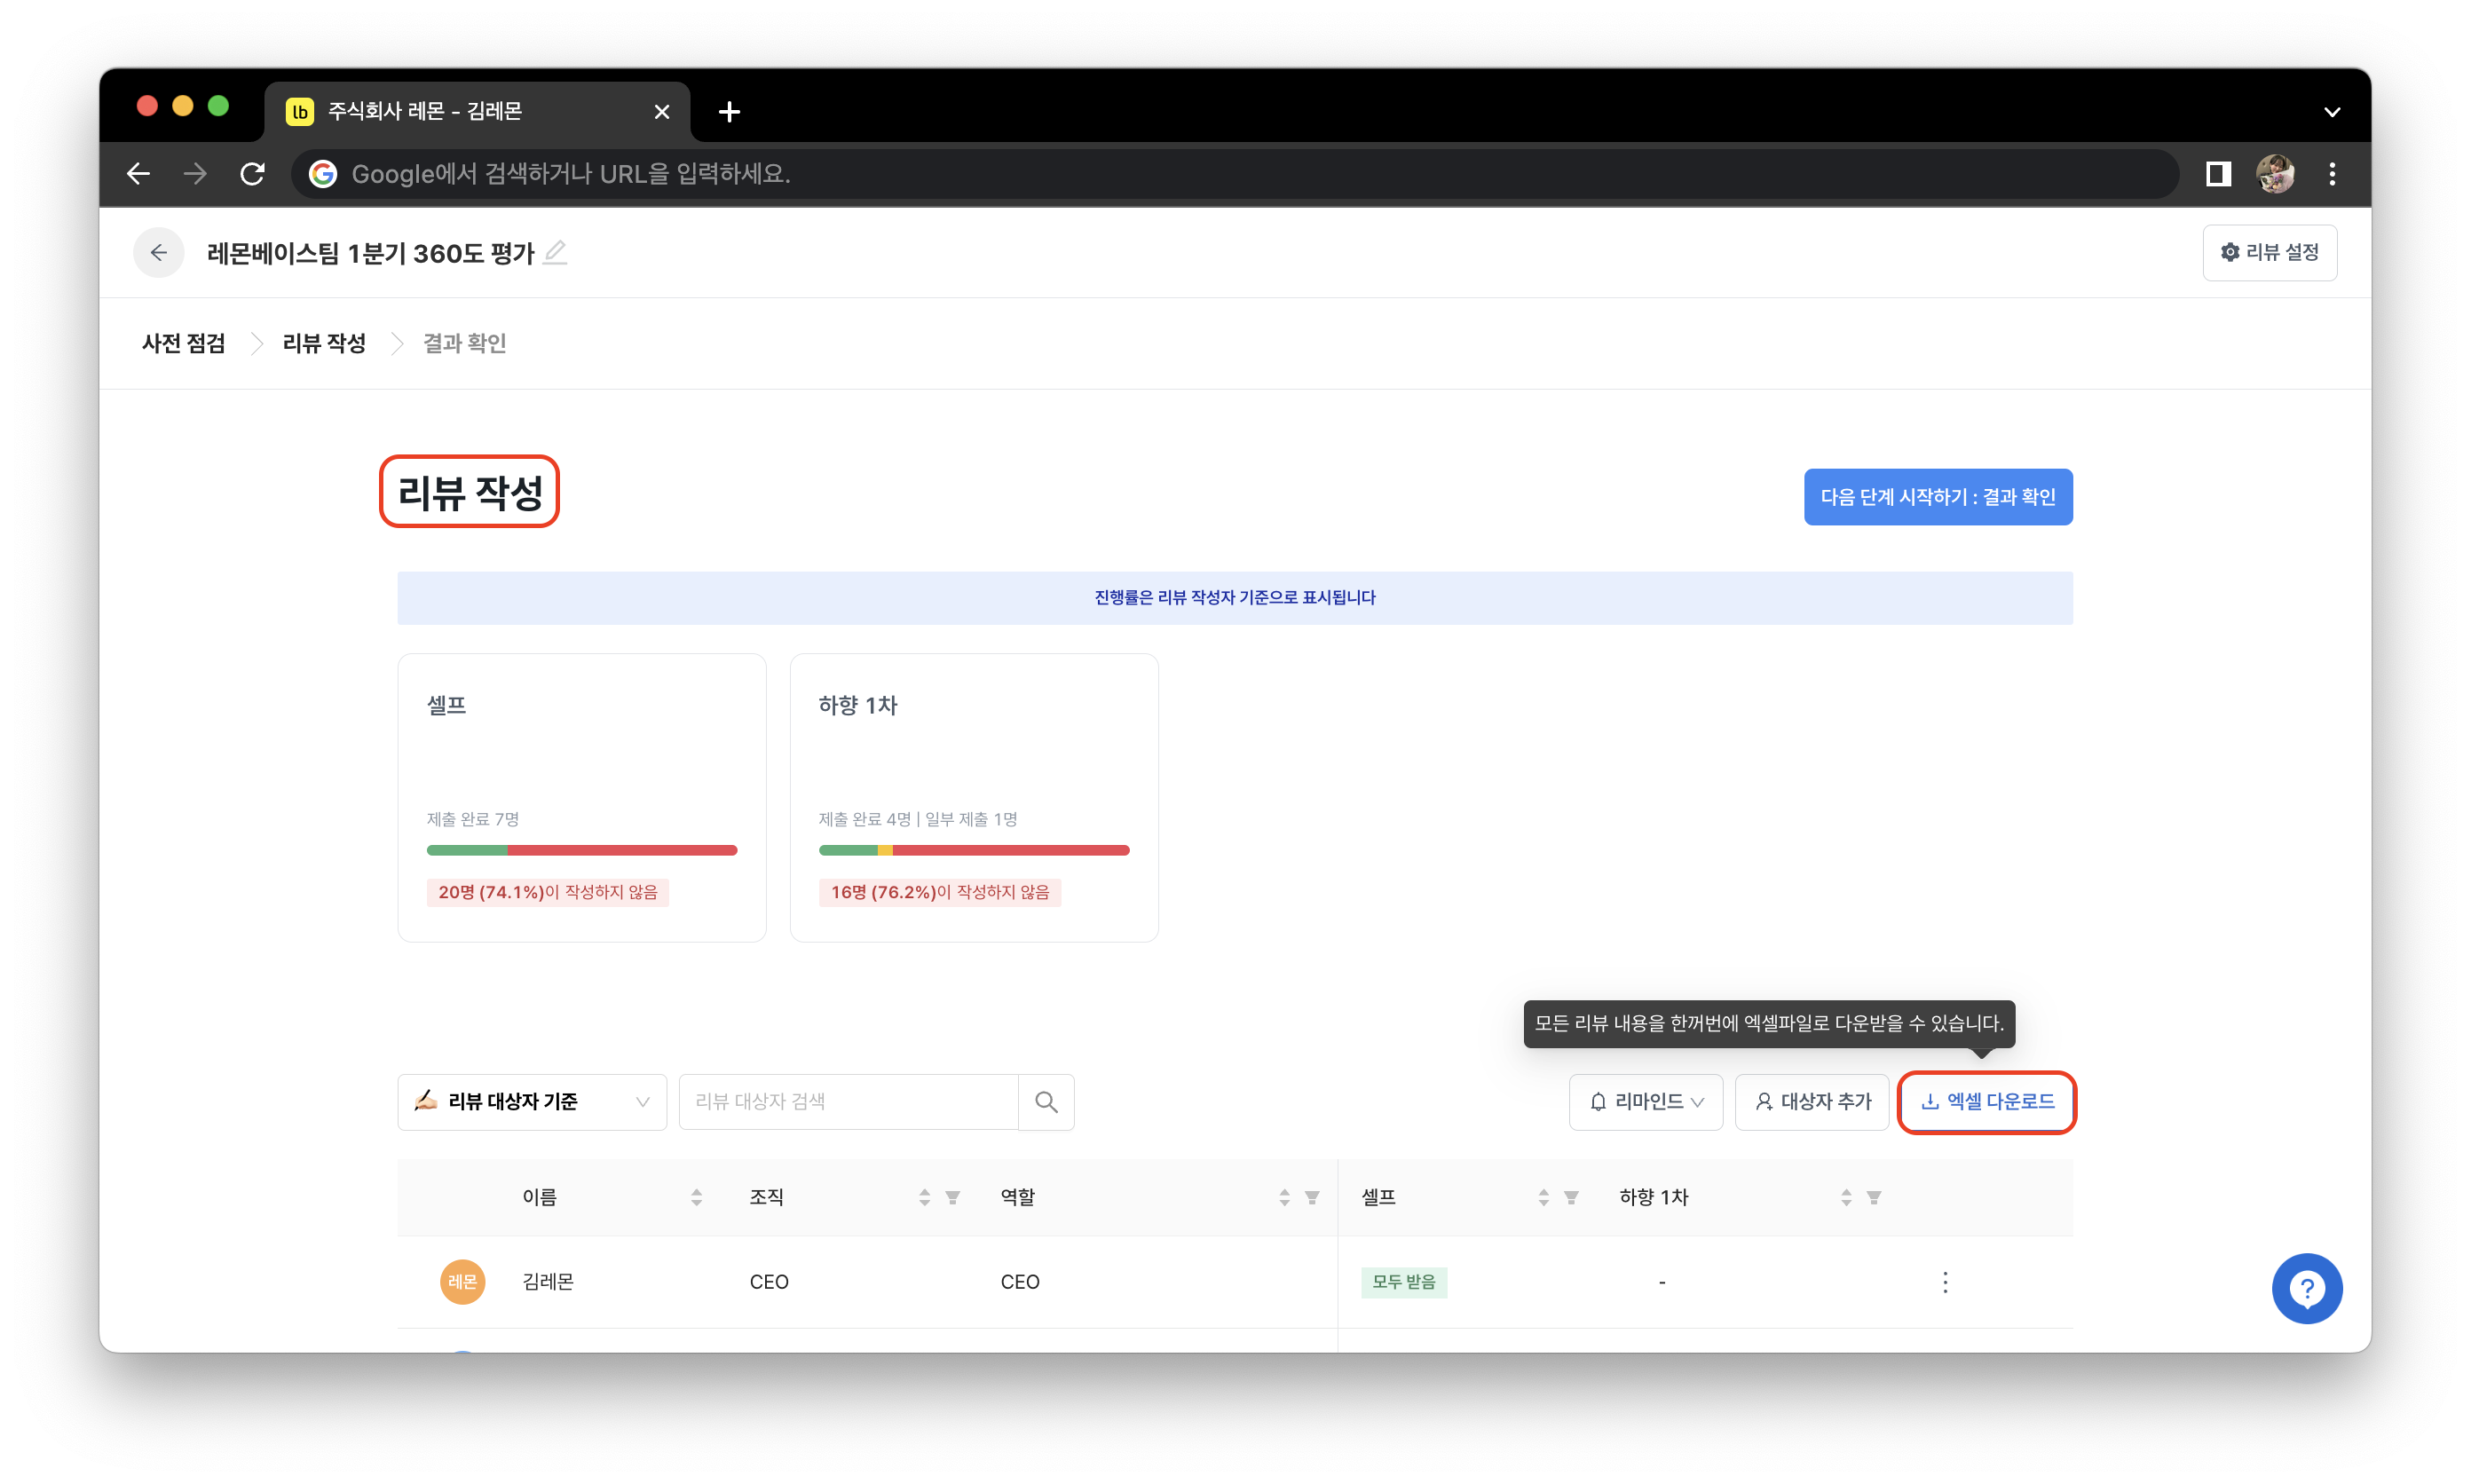 lb 주식회사 레몬 - 김레몬
Google에서 검색하거나 URL을 입력하세요.
레몬베이스팀 1분기 360도 평가
리뷰 설정
사전 점검 리뷰 작성 결과 확인
리뷰 작성
다음 단계 시작하기 : 결과 확인
진행률은 리뷰 작성자 기준으로 표시됩니다
셀프
제출 완료 7명
20명 (74.1%)이 작성하지 않음
하향 1차
제출 완료 4명 | 일부 제출 1명
16명 (76.2%)이 작성하지 않음
모든 리뷰 내용을 한꺼번에 엑셀파일로 다운받을 수 있습니다.
리뷰 대상자 기준
리뷰 대상자 검색
리마인드
대상자 추가
엑셀 다운로드
이름 조직 역할 셀프 하향 1차
레몬 김레몬 CEO CEO 모두 받음 -
?